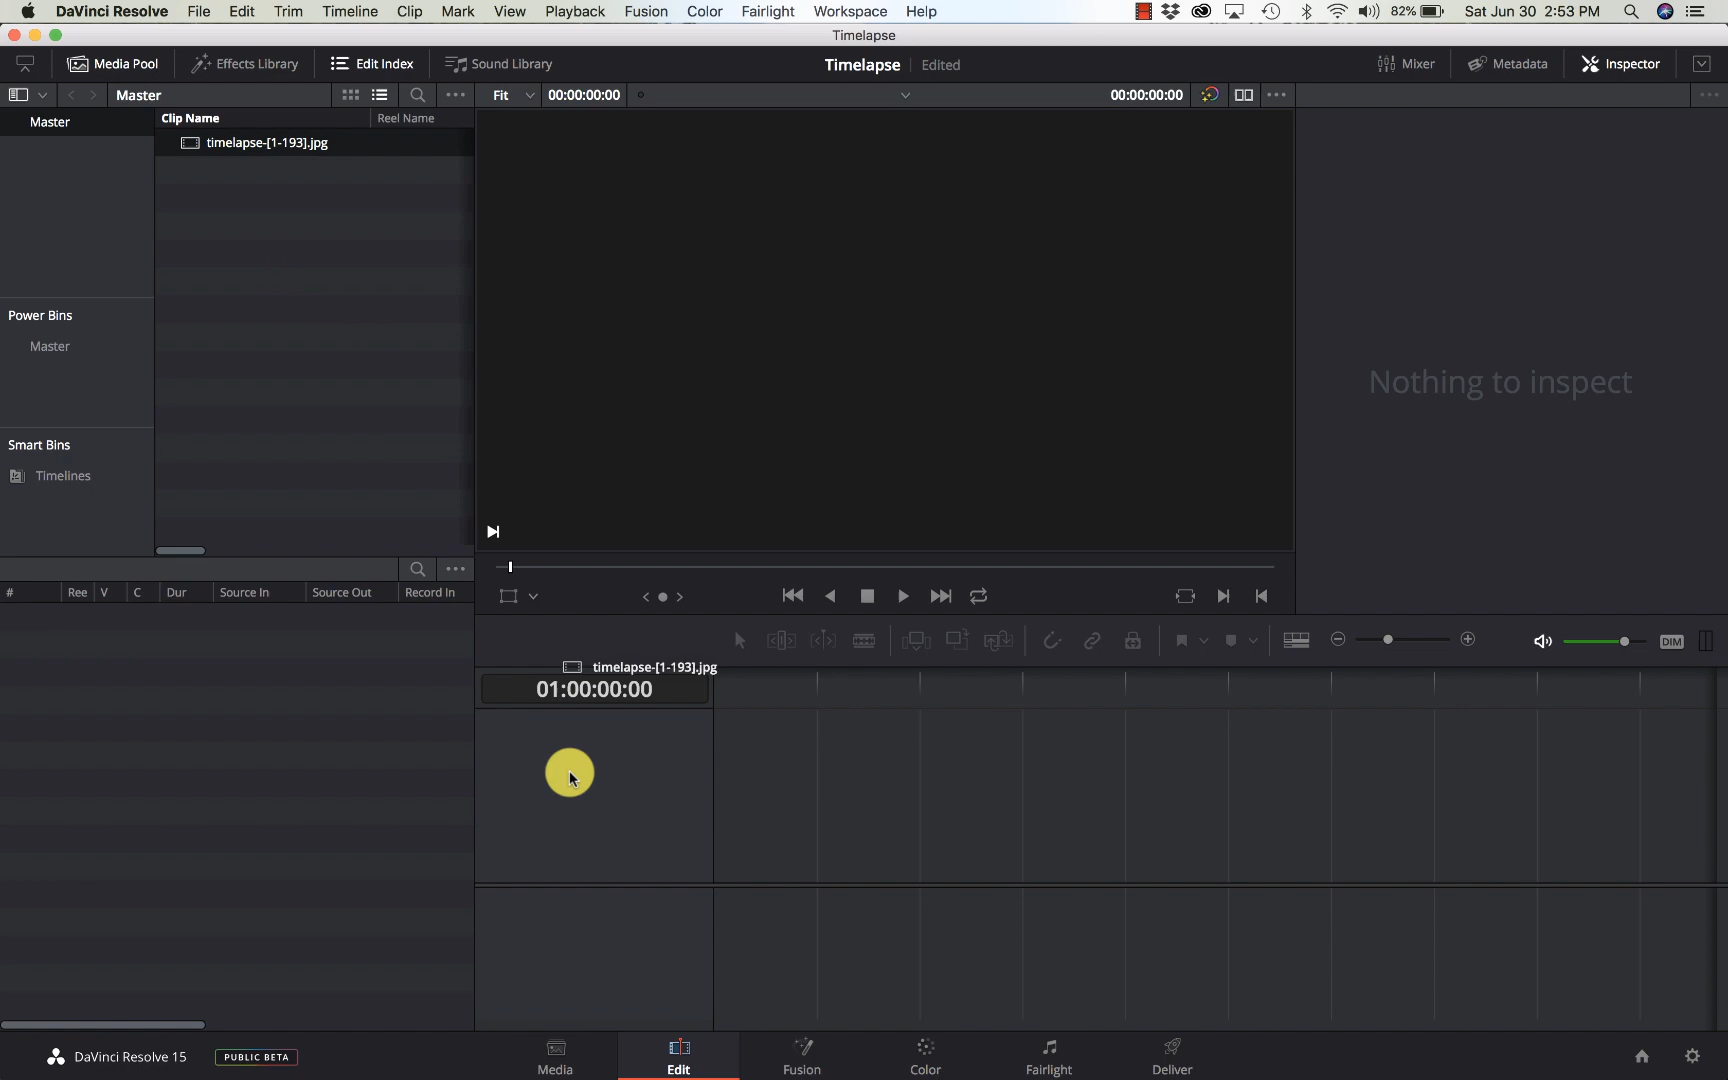 DaVinci Resolve File Edit Trim Timeline Clip Mark View Playback Fusion Color Fairlight Workspace Help 82% Sat Jun 30 2:53 PM
Timelapse
Media Pool Effects Library Edit Index Sound Library Timelapse Edited Mixer Metadata Inspector
Master Fit 00:00:00:00 00:00:00:00
Master Clip Name Reel Name
timelapse-[1-193].jpg
Power Bins
Master
Nothing to inspect
Smart Bins
Timelines
# Ree V C Dur Source In Source Out Record In
DIM
timelapse-[1-193].jpg
01:00:00:00
DaVinci Resolve 15 PUBLIC BETA Media Edit Fusion Color Fairlight Deliver